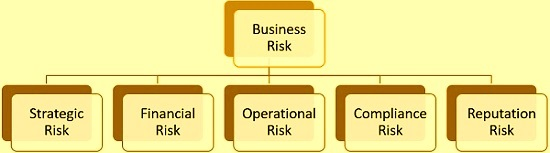 Business
Risk
Strategic
Risk
Financial
Risk
Operational
Risk
Compliance
Risk
Reputation
Risk